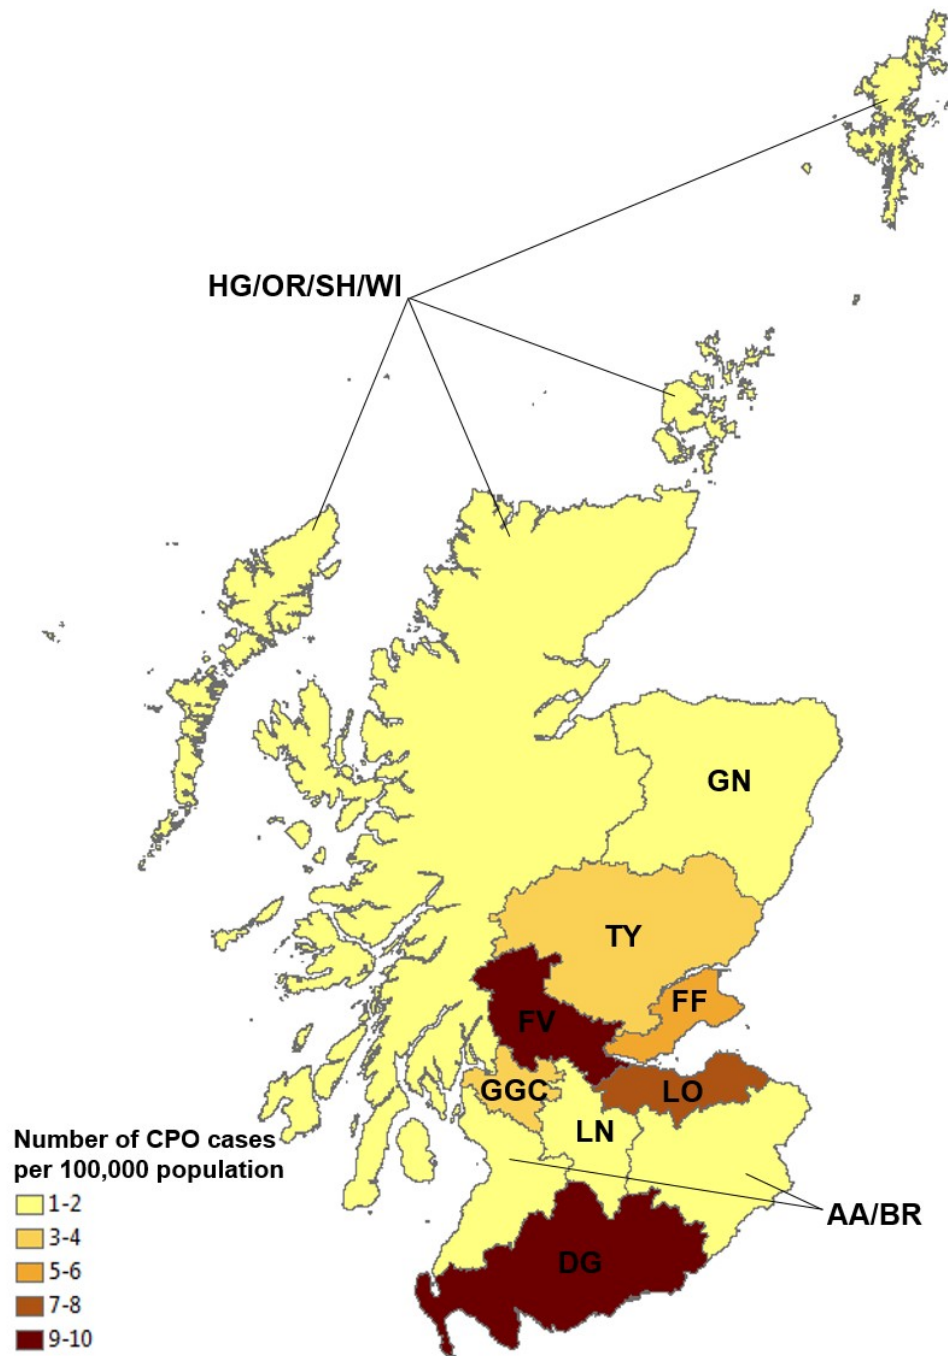 HG/OR/SH/WI
GN
TY
FF
FV
GGC
LO
LN
AA/BR
DG
Number of CPO cases
per 100,000 population
1-2
3-4
5-6
7-8
9-10